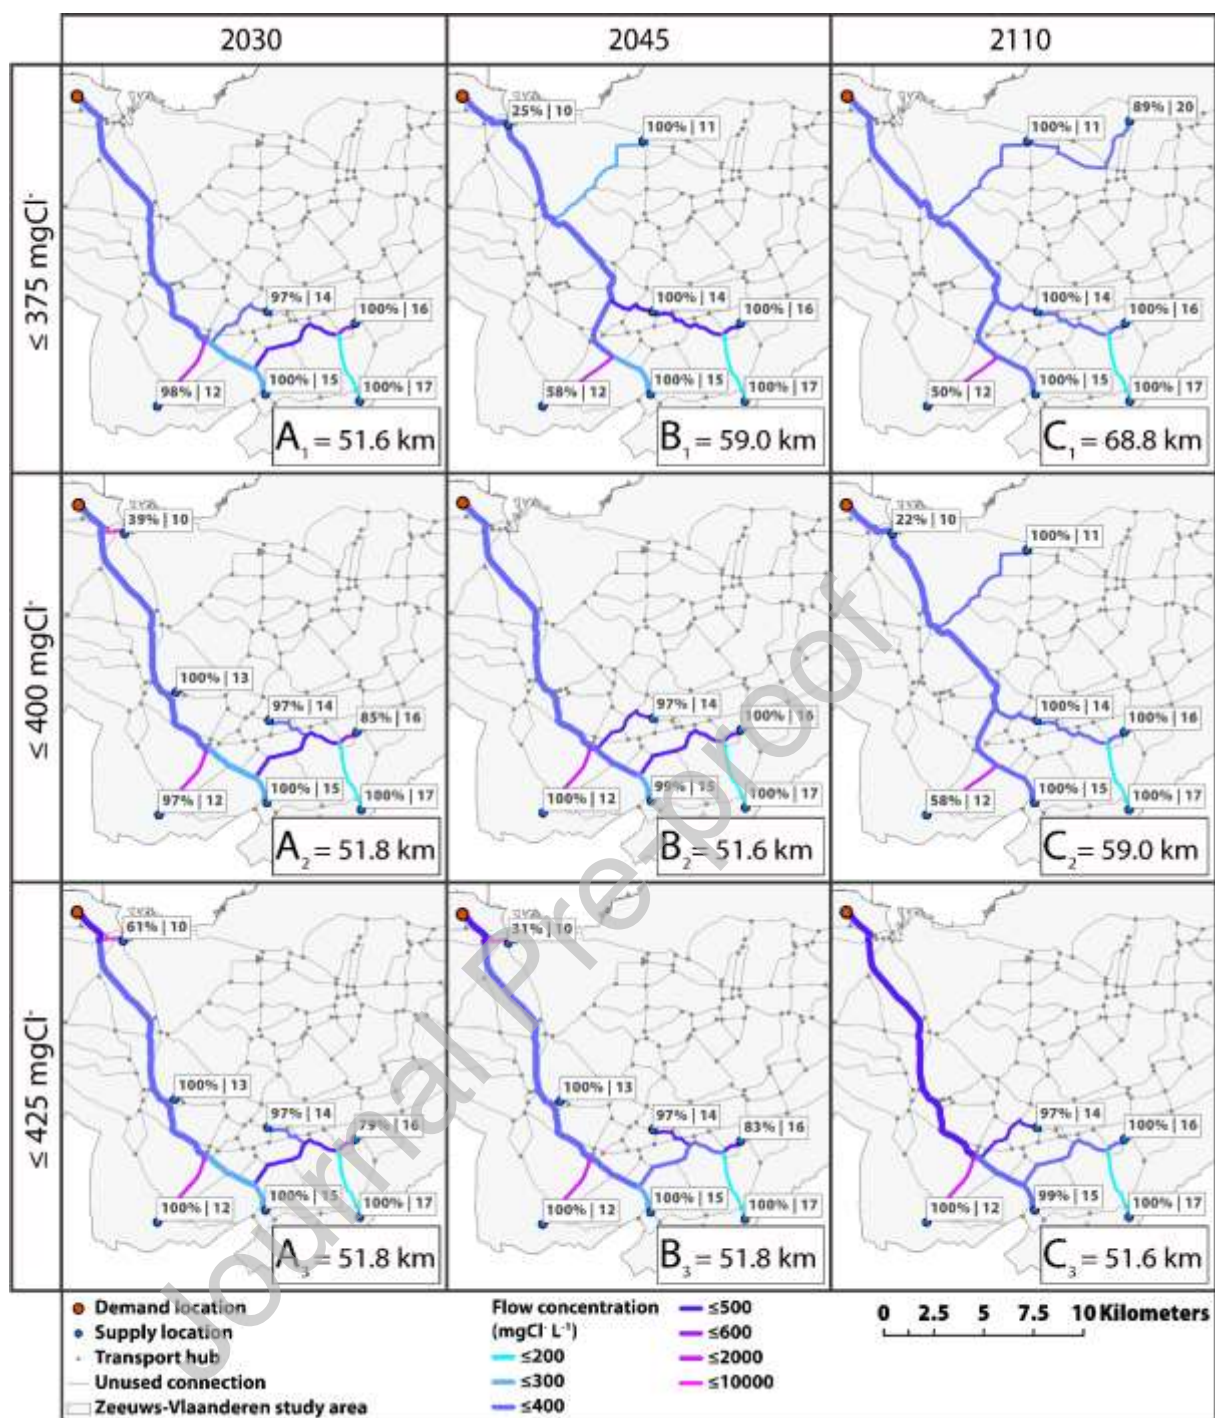 2030 2045 2110
≤ 375 mgCl⁻
97% | 14
100% | 16
98% | 12
100% | 15
100% | 17
A₁ = 51.6 km
25% | 10
100% | 11
100% | 14
100% | 16
58% | 12
100% | 15
100% | 17
B₁ = 59.0 km
89% | 20
100% | 11
100% | 14
100% | 16
50% | 12
100% | 15
100% | 17
C₁ = 68.8 km
≤ 400 mgCl⁻
39% | 10
100% | 13
97% | 14
85% | 16
97% | 12
100% | 15
100% | 17
A₂ = 51.8 km
97% | 14
100% | 16
100% | 12
99% | 15
100% | 17
B₂ = 51.6 km
22% | 10
100% | 11
100% | 14
100% | 16
58% | 12
100% | 15
100% | 17
C₂ = 59.0 km
≤ 425 mgCl⁻
61% | 10
100% | 13
97% | 14
79% | 16
100% | 12
100% | 15
100% | 17
A₃ = 51.8 km
31% | 10
100% | 13
97% | 14
83% | 16
100% | 12
100% | 15
100% | 17
B₃ = 51.8 km
97% | 14
100% | 16
100% | 12
99% | 15
100% | 17
C₃ = 51.6 km
Journal Pre-proof
Demand location
Supply location
Transport hub
Unused connection
Zeeuws-Vlaanderen study area
Flow concentration
(mgCl⁻ L⁻¹)
≤200
≤300
≤400
≤500
≤600
≤2000
≤10000
0 2.5 5 7.5 10 Kilometers